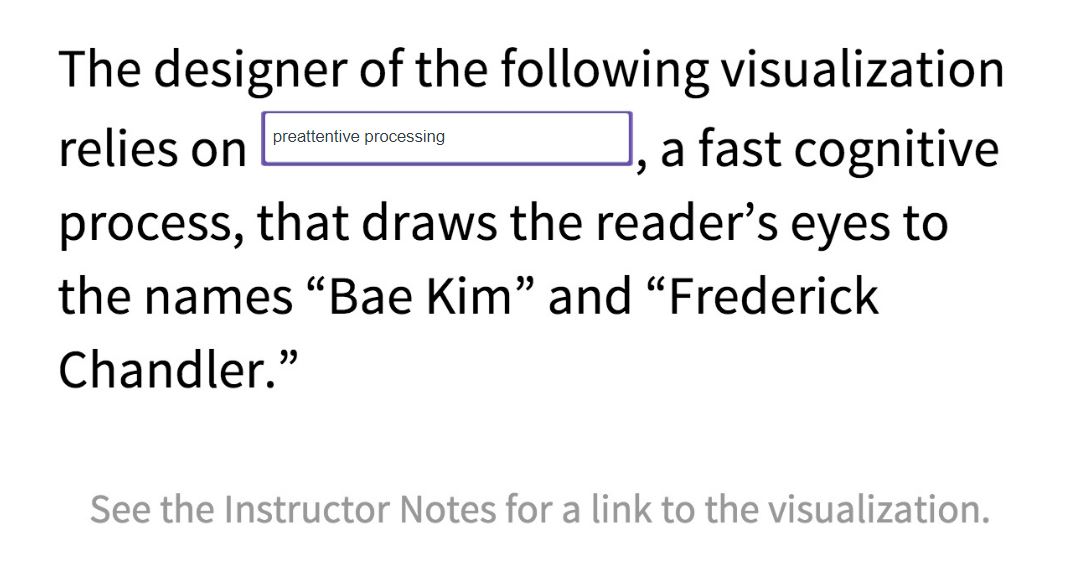 The designer of the following visualization
relies on preattentive processing, a fast cognitive
process, that draws the reader’s eyes to
the names “Bae Kim” and “Frederick
Chandler.”
See the Instructor Notes for a link to the visualization.